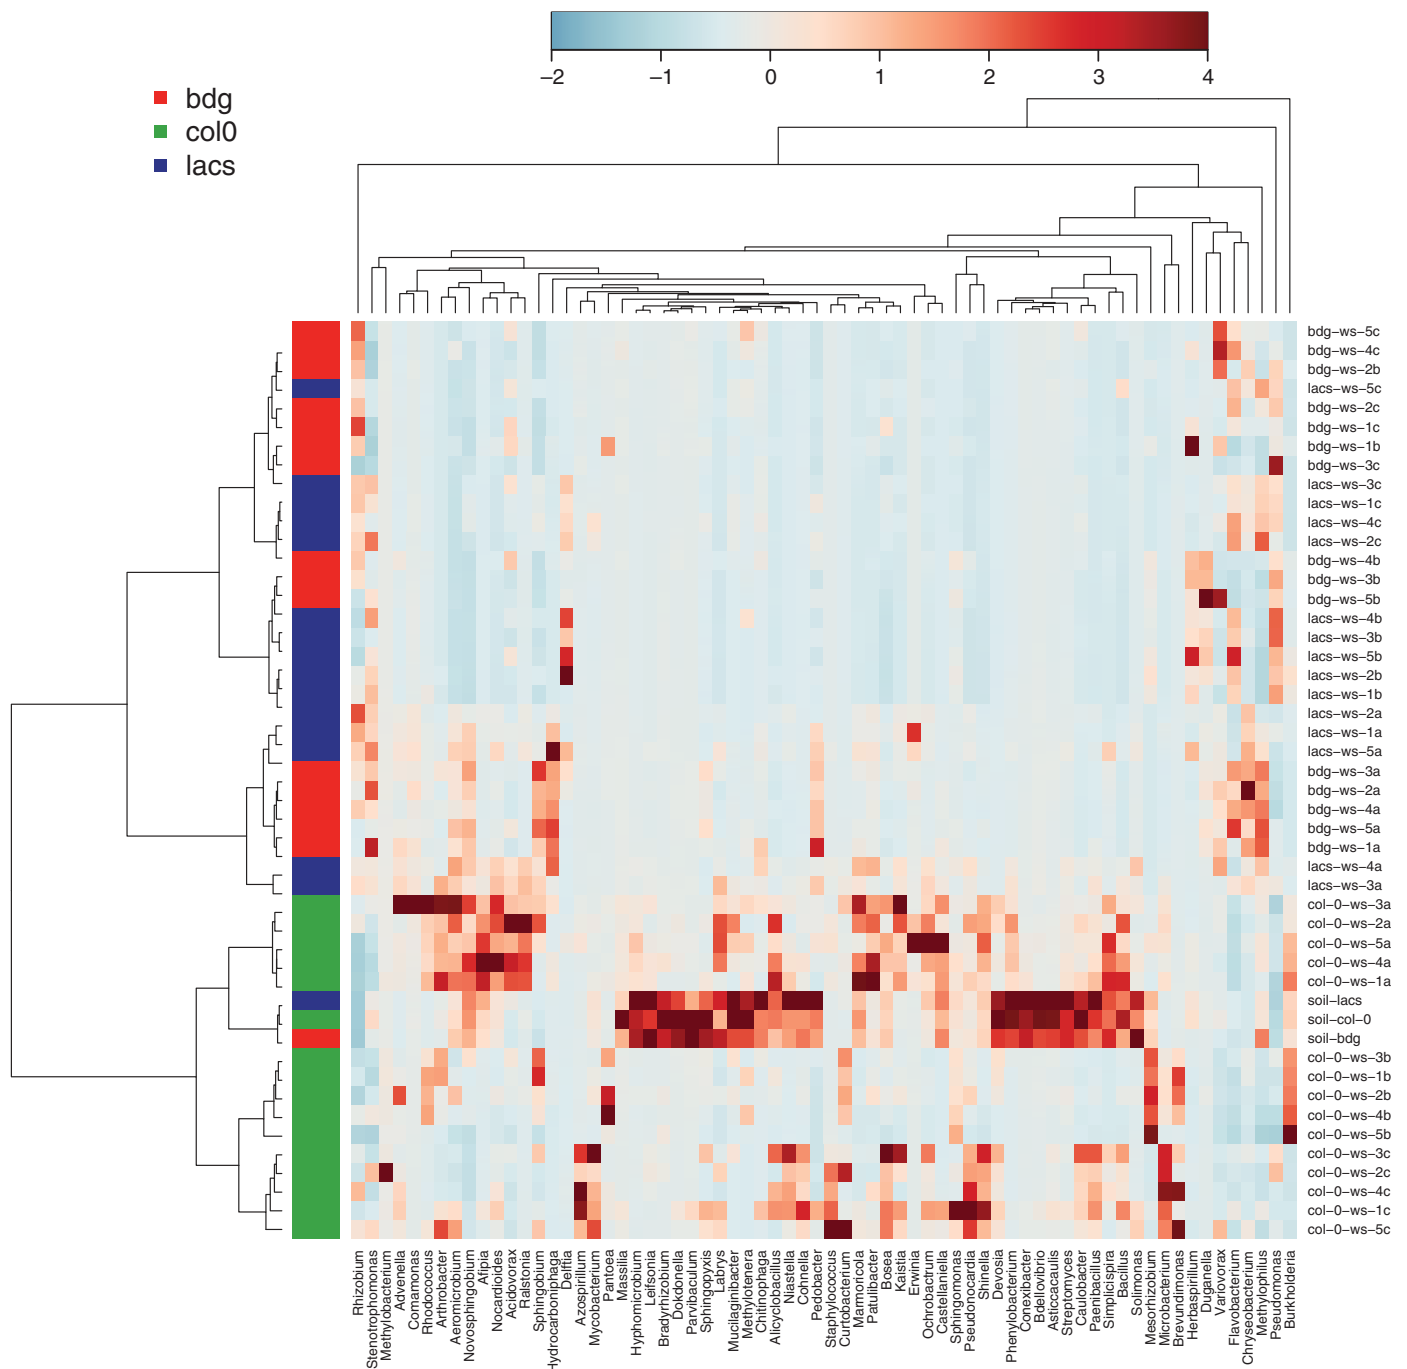 −2 −1 0 1 2 3 4
bdg
col0
lacs
bdg−ws−5c
bdg−ws−4c
bdg−ws−2b
lacs−ws−5c
bdg−ws−2c
bdg−ws−1c
bdg−ws−1b
bdg−ws−3c
lacs−ws−3c
lacs−ws−1c
lacs−ws−4c
lacs−ws−2c
bdg−ws−4b
bdg−ws−3b
bdg−ws−5b
lacs−ws−4b
lacs−ws−3b
lacs−ws−5b
lacs−ws−2b
lacs−ws−1b
lacs−ws−2a
lacs−ws−1a
lacs−ws−5a
bdg−ws−3a
bdg−ws−2a
bdg−ws−4a
bdg−ws−5a
bdg−ws−1a
lacs−ws−4a
lacs−ws−3a
col−0−ws−3a
col−0−ws−2a
col−0−ws−5a
col−0−ws−4a
col−0−ws−1a
soil−lacs
soil−col−0
soil−bdg
col−0−ws−3b
col−0−ws−1b
col−0−ws−2b
col−0−ws−4b
col−0−ws−5b
col−0−ws−3c
col−0−ws−2c
col−0−ws−4c
col−0−ws−1c
col−0−ws−5c
Rhizobium
Stenotrophomonas
Methylobacterium
Advenella
Comamonas
Rhodococcus
Arthrobacter
Aeromicrobium
Novosphingobium
Afipia
Nocardioides
Acidovorax
Ralstonia
Sphingobium
Hydrocarboniphaga
Delftia
Azospirillum
Mycobacterium
Pantoea
Massilia
Hyphomicrobium
Leifsonia
Bradyrhizobium
Dokdonella
Parvibaculum
Sphingopyxis
Labrys
Mucilaginibacter
Methylotenera
Chitinophaga
Alicyclobacillus
Niastella
Cohnella
Pedobacter
Staphylococcus
Curtobacterium
Marmoricola
Patulibacter
Bosea
Kaistia
Erwinia
Ochrobactrum
Castellaniella
Sphingomonas
Pseudonocardia
Shinella
Devosia
Phenylobacterium
Conexibacter
Bdellovibrio
Asticcacaulis
Streptomyces
Caulobacter
Paenibacillus
Simplicispira
Bacillus
Solimonas
Mesorhizobium
Microbacterium
Brevundimonas
Herbaspirillum
Duganella
Variovorax
Flavobacterium
Chryseobacterium
Methylophilus
Pseudomonas
Burkholderia